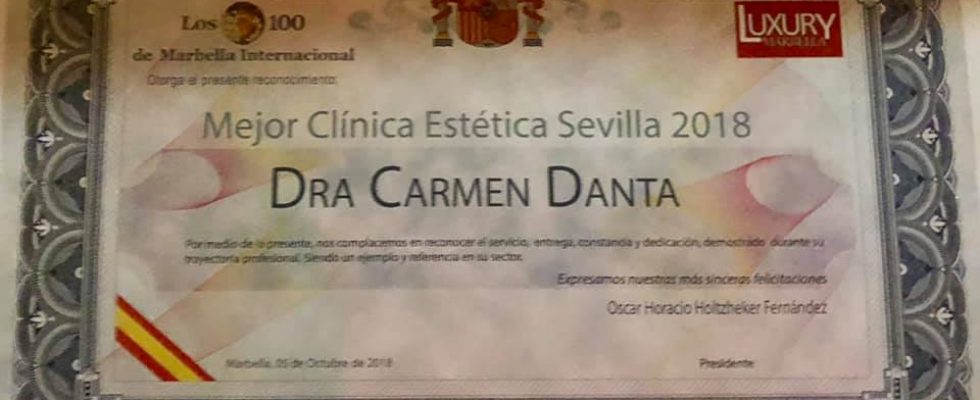 Los 100
de Marbella Internacional
LUXURY
MARBELLA
Otorga el presente reconocimiento:
Mejor Clínica Estética Sevilla 2018
DRA CARMEN DANTA
Por medio de la presente, nos complacemos en reconocer el servicio, entrega, constancia y dedicación, demostrado durante su
trayectoria profesional. Siendo un ejemplo y referencia en su sector.
Expresamos nuestras más sinceras felicitaciones
Oscar Horacio Holtzheker Fernández
Marbella, 05 de Octubre de 2018
Presidente